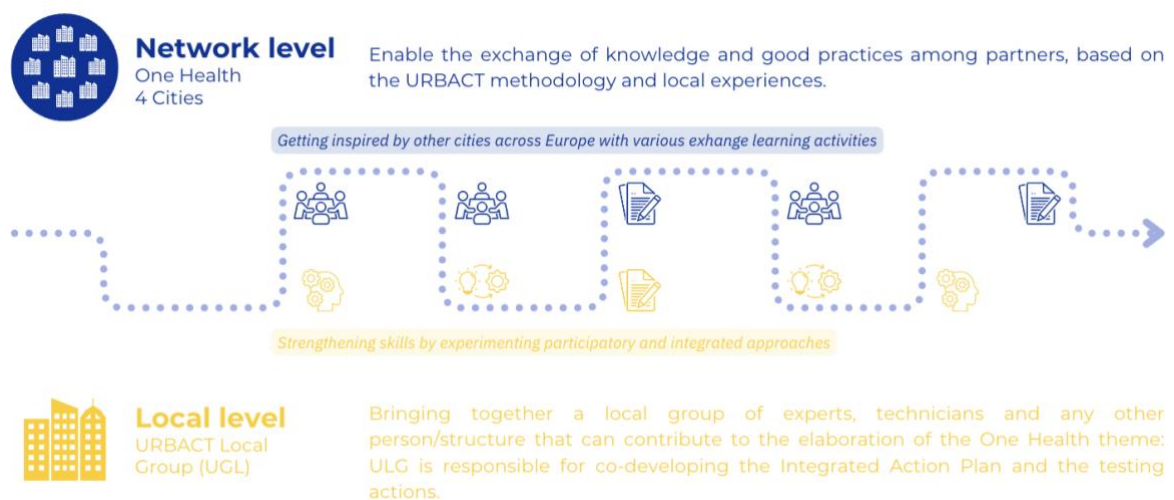 Network level
One Health
4 Cities
Enable the exchange of knowledge and good practices among partners, based on
the URBACT methodology and local experiences.
Getting inspired by other cities across Europe with various exhange learning activities
Strengthening skills by experimenting participatory and integrated approaches
Local level
URBACT Local
Group (UGL)
Bringing together a local group of experts, technicians and any other
person/structure that can contribute to the elaboration of the One Health theme:
ULG is responsible for co-developing the Integrated Action Plan and the testing
actions.